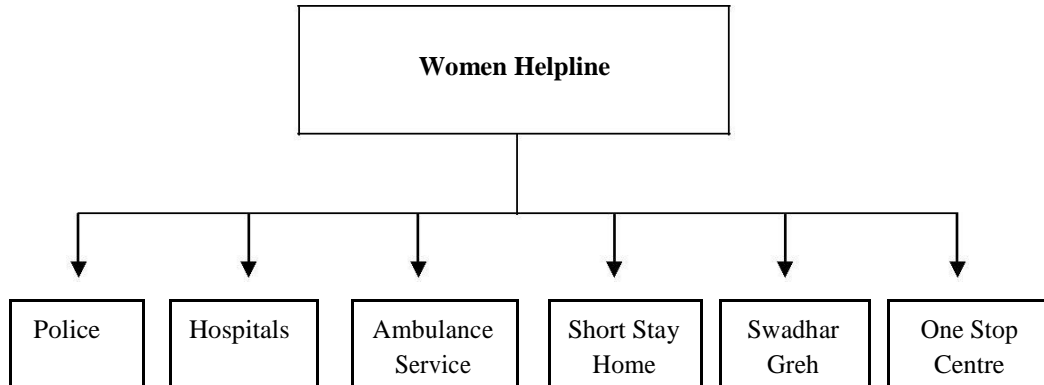 Women Helpline
Police
Hospitals
Ambulance
Service
Short Stay
Home
Swadhar
Greh
One Stop
Centre